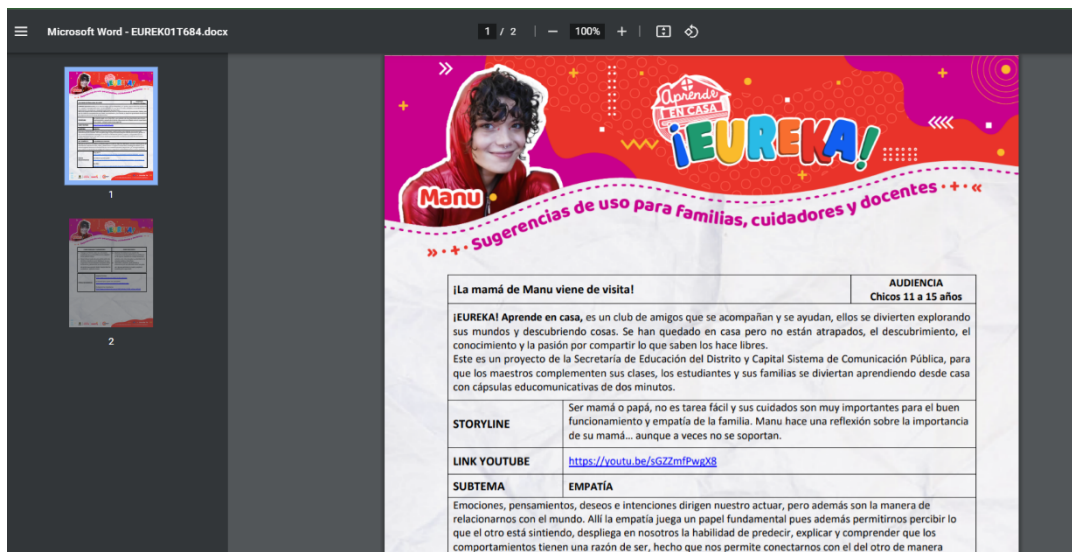 Microsoft Word - EUREK01T684.docx
1 / 2
100%
1
2
Aprende
EN CASA
¡EUREKA!
Manu
Sugerencias de uso para familias, cuidadores y docentes
¡La mamá de Manu viene de visita!
AUDIENCIA
Chicos 11 a 15 años
¡EUREKA! Aprende en casa, es un club de amigos que se acompañan y se ayudan, ellos se divierten explorando
sus mundos y descubriendo cosas. Se han quedado en casa pero no están atrapados, el descubrimiento, el
conocimiento y la pasión por compartir lo que saben los hace libres.
Este es un proyecto de la Secretaría de Educación del Distrito y Capital Sistema de Comunicación Pública, para
que los maestros complementen sus clases, los estudiantes y sus familias se diviertan aprendiendo desde casa
con cápsulas educomunicativas de dos minutos.
STORYLINE
Ser mamá o papá, no es tarea fácil y sus cuidados son muy importantes para el buen
funcionamiento y empatía de la familia. Manu hace una reflexión sobre la importancia
de su mamá... aunque a veces no se soportan.
LINK YOUTUBE
https://youtu.be/sGZZmfPwgX8
SUBTEMA
EMPATÍA
Emociones, pensamientos, deseos e intenciones dirigen nuestro actuar, pero además son la manera de
relacionarnos con el mundo. Allí la empatía juega un papel fundamental pues además permitirnos percibir lo
que el otro está sintiendo, despliega en nosotros la habilidad de predecir, explicar y comprender que los
comportamientos tienen una razón de ser, hecho que nos permite conectarnos con el del otro de manera